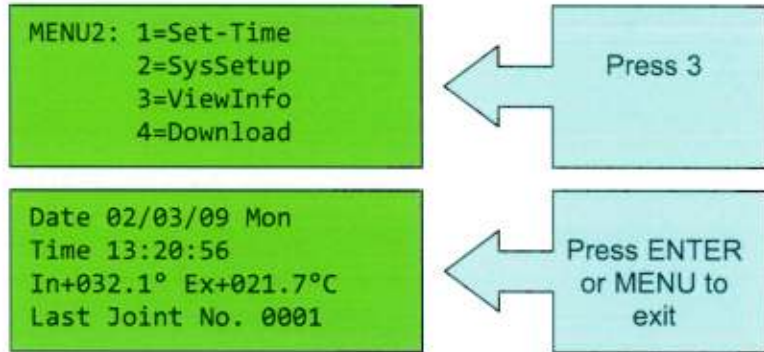 MENU2: 1=Set-Time
2=SysSetup
3=ViewInfo
4=Download
Press 3
Date 02/03/09 Mon
Time 13:20:56
In+032.1° Ex+021.7°C
Last Joint No. 0001
Press ENTER
or MENU to
exit